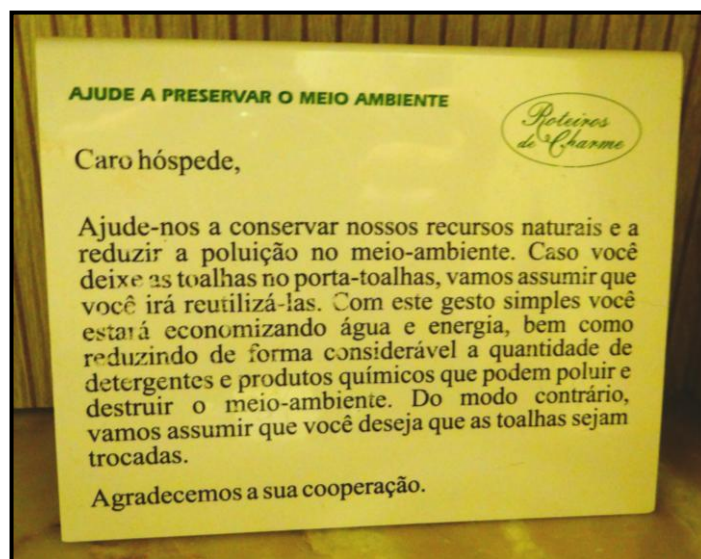 AJUDE A PRESERVAR O MEIO AMBIENTE
Roteiros
de Charme
Caro hóspede,
Ajude-nos a conservar nossos recursos naturais e a
reduzir a poluição no meio-ambiente. Caso você
deixe as toalhas no porta-toalhas, vamos assumir que
você irá reutilizá-las. Com este gesto simples você
estará economizando água e energia, bem como
reduzindo de forma considerável a quantidade de
detergentes e produtos químicos que podem poluir e
destruir o meio-ambiente. Do modo contrário,
vamos assumir que você deseja que as toalhas sejam
trocadas.
Agradecemos a sua cooperação.